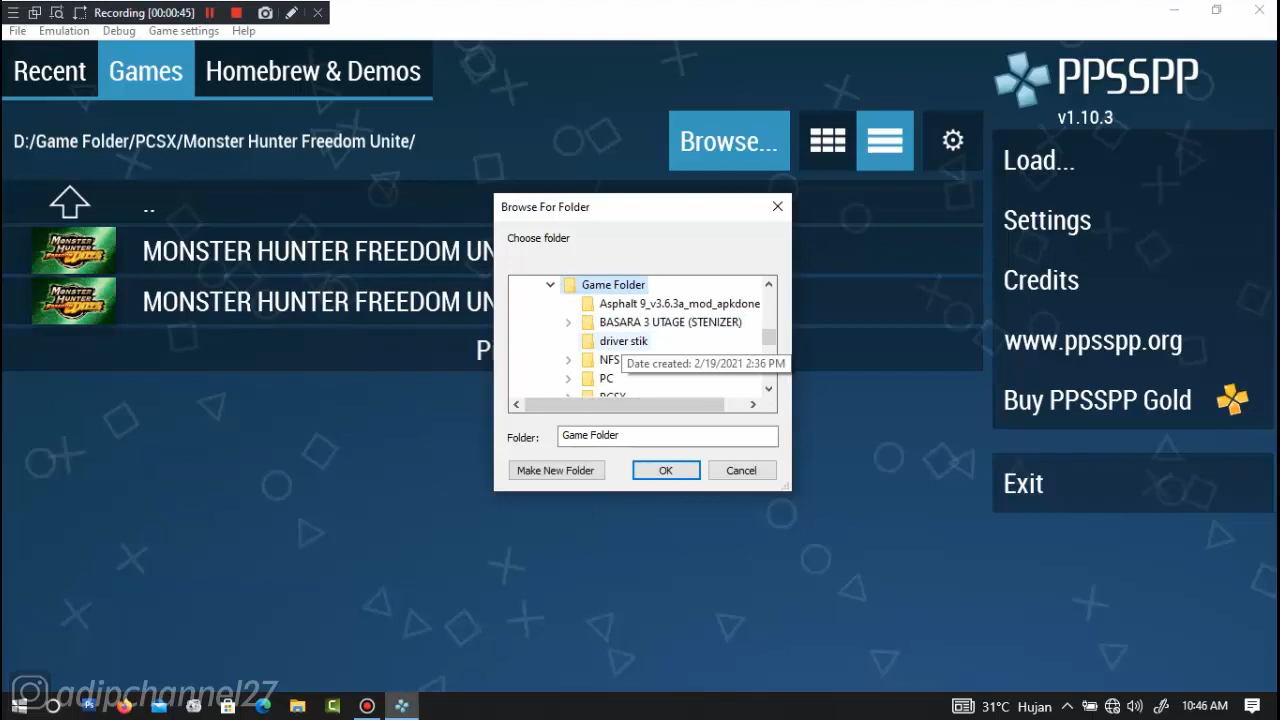 Recording [00:00:45]
File Emulation Debug Game settings Help
Recent Games Homebrew & Demos
PPSSPP
v1.10.3
D:/Game Folder/PCSX/Monster Hunter Freedom Unite/
Browse...
Load...
Settings
Credits
www.ppsspp.org
Buy PPSSPP Gold
Exit
..
MONSTER HUNTER FREEDOM UN
MONSTER HUNTER FREEDOM UN
Browse For Folder
Choose folder
Game Folder
Asphalt 9_v3.6.3a_mod_apkdone
BASARA 3 UTAGE (STENIZER)
driver stik
NFS
Date created: 2/19/2021 2:36 PM
PC
PCSX
Folder: Game Folder
Make New Folder OK Cancel
adipchannel27
31°C Hujan 10:46 AM